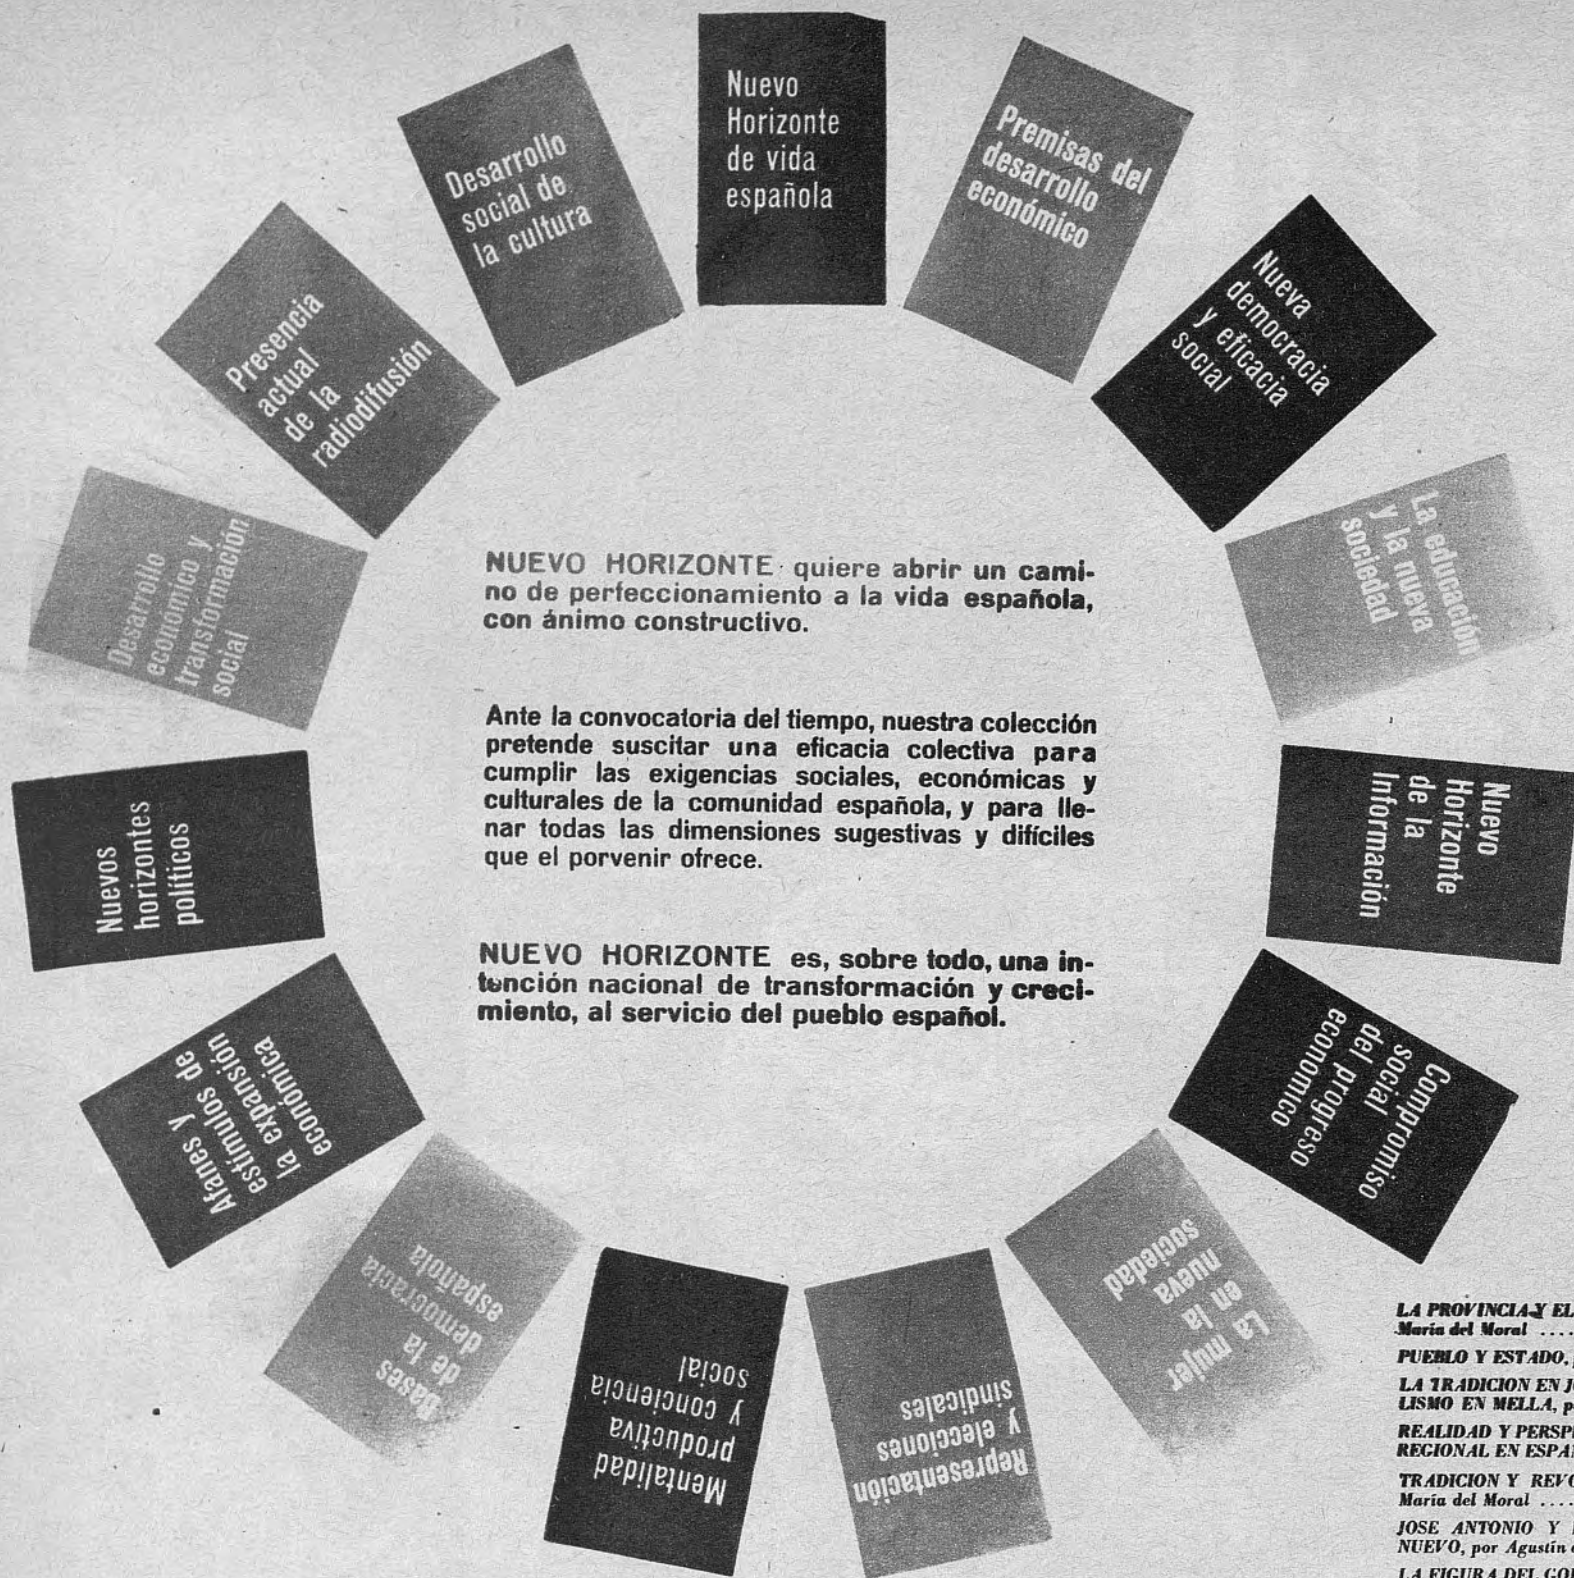 Nuevo
Horizonte
de vida
española
Premisas del
desarrollo
económico
Nueva
democracia
y eficacia
social
La educación
y la nueva
sociedad
Nuevo
Horizonte
de la
Información
Compromiso
social
del progreso
economico
La mujer
en la
nueva
sociedad
Representación
y elecciones
sindicales
Mentalidad
productiva
y conciencia
social
Bases
de la
democracia
española
Afanes y
estímulos de
la expansión
económica
Nuevos
horizontes
políticos
Desarrollo
economico y
transformación
social
Presencia
actual
de la
radiodifusión
Desarrollo
social de
la cultura
NUEVO HORIZONTE quiere abrir un cami-
no de perfeccionamiento a la vida española,
con ánimo constructivo.
Ante la convocatoria del tiempo, nuestra colección
pretende suscitar una eficacia colectiva para
cumplir las exigencias sociales, económicas y
culturales de la comunidad española, y para lle-
nar todas las dimensiones sugestivas y difíciles
que el porvenir ofrece.
NUEVO HORIZONTE es, sobre todo, una in-
tención nacional de transformación y creci-
miento, al servicio del pueblo español.
LA PROVINCIA Y EL
María del Moral ....
PUEBLO Y ESTADO,
LA TRADICION EN
LISMO EN MELLA,
REALIDAD Y
REGIONAL EN
TRADICION Y
María del Moral ....
JOSE ANTONIO Y
NUEVO, por Agustín
LA FIGURA DEL